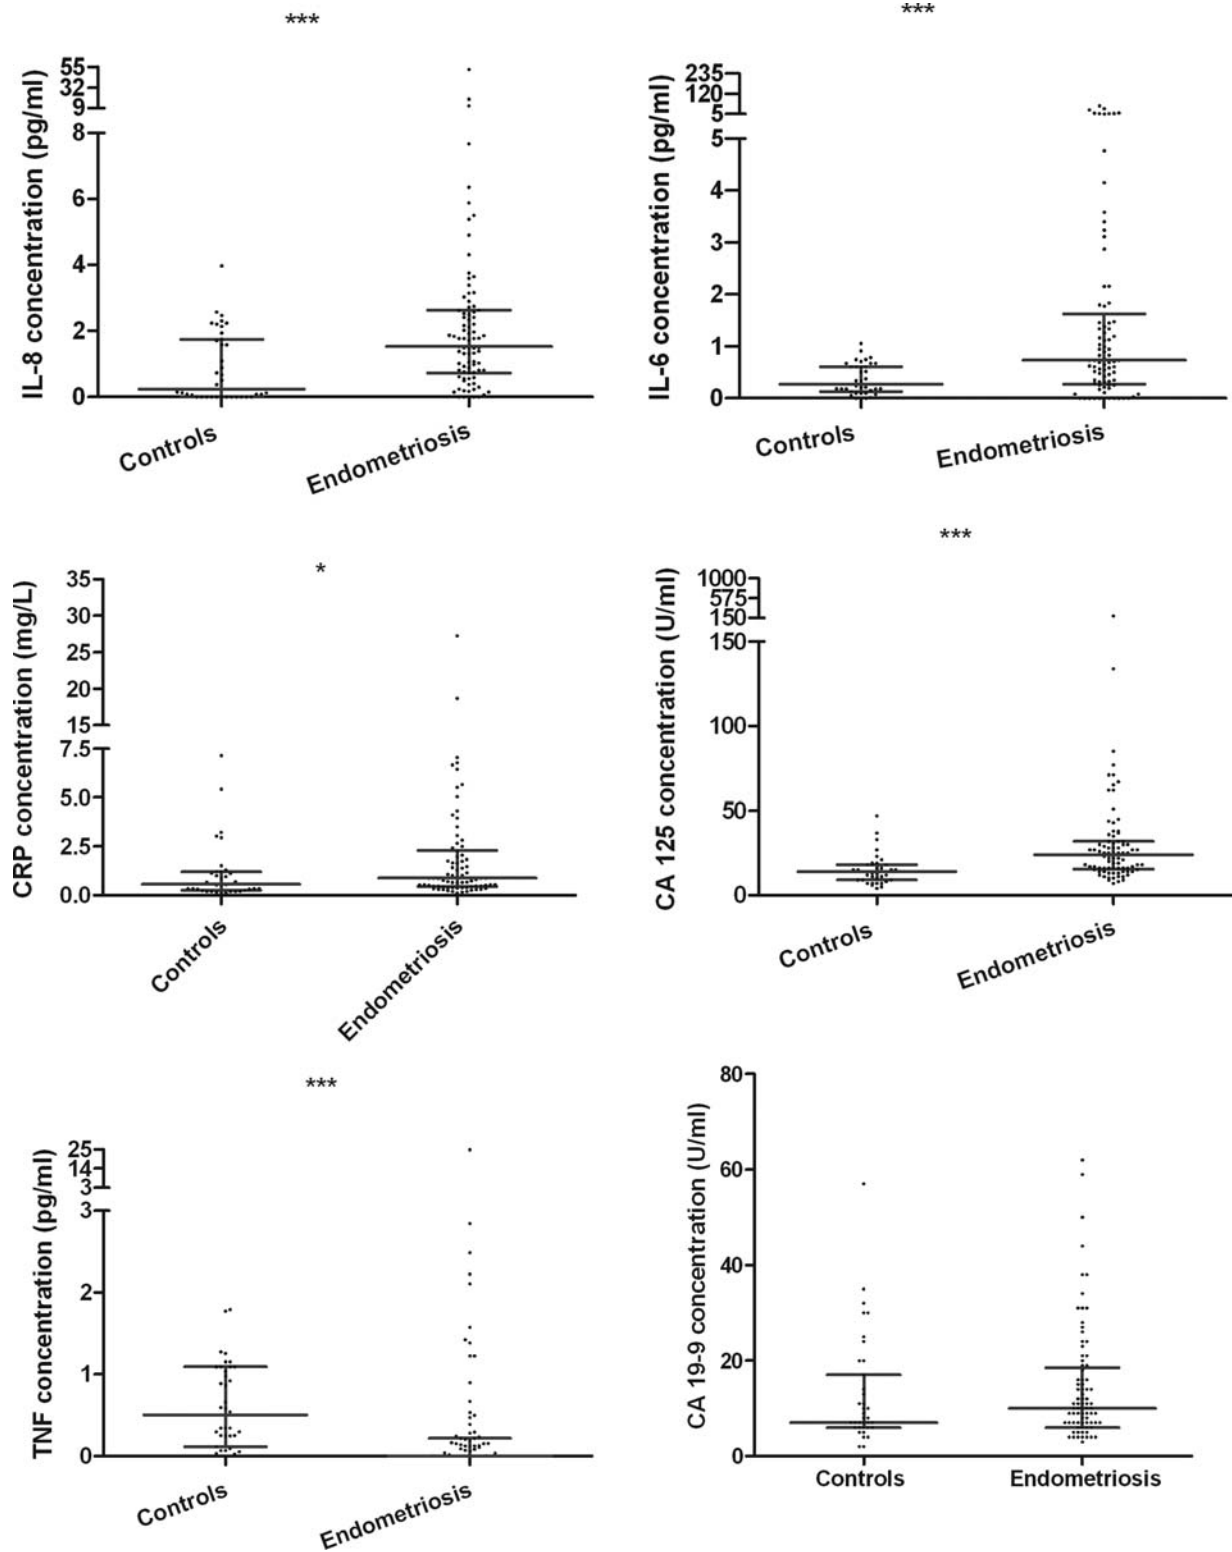 ***
IL-8 concentration (pg/ml)
55
32
9
8
6
4
2
0
Controls
Endometriosis
***
IL-6 concentration (pg/ml)
235
120
5
5
4
3
2
1
0
Controls
Endometriosis
*
CRP concentration (mg/L)
35
30
25
20
15
7.5
5.0
2.5
0.0
Controls
Endometriosis
***
CA 125 concentration (U/ml)
1000
575
150
150
100
50
0
Controls
Endometriosis
***
TNF concentration (pg/ml)
25
14
3
3
2
1
0
Controls
Endometriosis
CA 19-9 concentration (U/ml)
80
60
40
20
0
Controls
Endometriosis